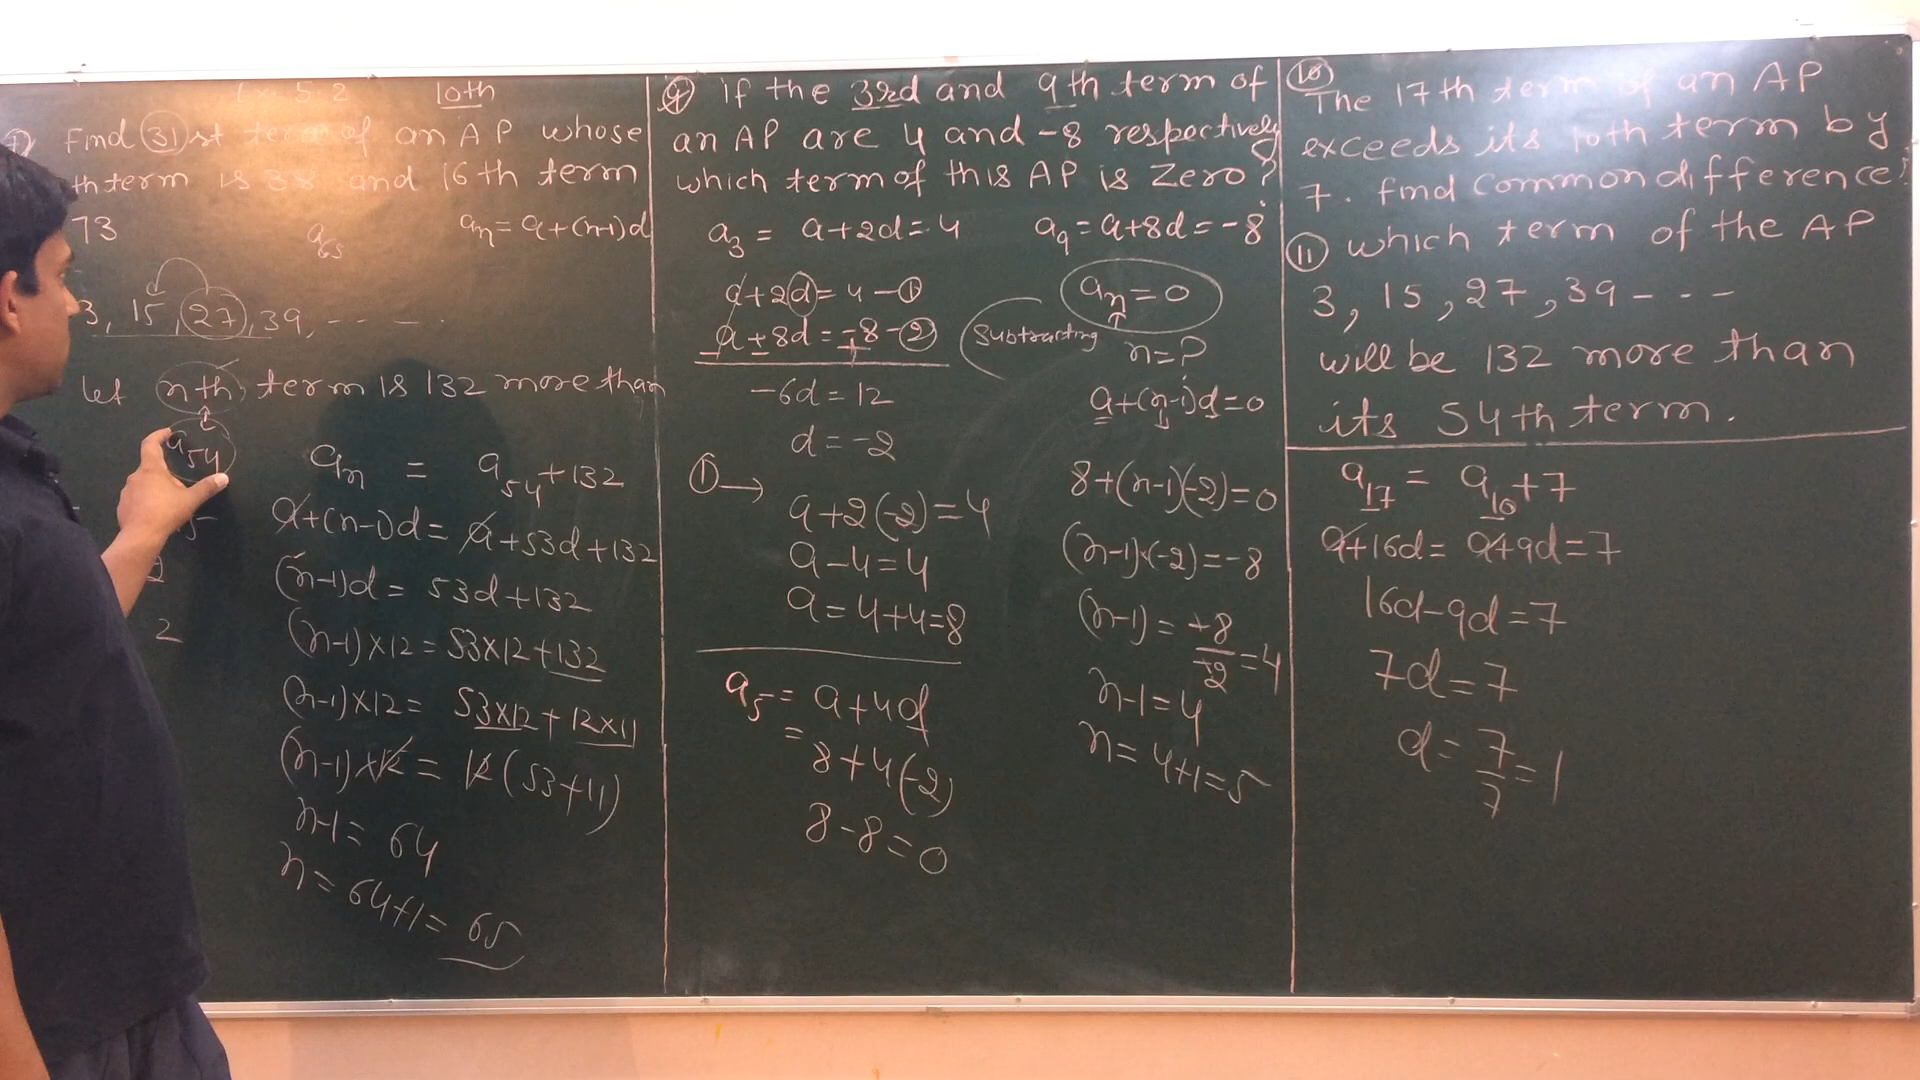 Ex 5.2 10th
7) Find 31st term of an AP whose
th term is 38 and 16th term
73
a65
an = a+(n-1)d
3, 15, 27, 39, - - - - -
let nth term is 132 more than
a54
an = a54+132
a+(n-1)d = a+53d+132
(n-1)d = 53d+132
2
(n-1)×12 = 53×12+132
2
(n-1)×12 = 53×12+12×11
(n-1)×12 = 12(53+11)
n-1 = 64
n = 64+1 = 65
9) if the 3rd and 9th term of
an AP are 4 and -8 respectively
which term of this AP is Zero?
a3 = a+2d = 4
a9 = a+8d = -8
a+2d = 4 - 1
a+8d = -8 - 2
Subtracting
-6d = 12
d = -2
1 →
a+2(-2) = 4
a-4 = 4
a = 4+4 = 8
a5 = a+4d
= 8+4(-2)
8-8 = 0
an = 0
n = ?
a+(n-1)d = 0
8+(n-1)(-2) = 0
(n-1)×(-2) = -8
(n-1) = +8/+2 = 4
n-1 = 4
n = 4+1 = 5
10 The 17th term of an AP
exceeds its 10th term by
7. find Common difference?
11 which term of the AP
3, 15, 27, 39 - - -
will be 132 more than
its 54th term.
a17 = a10+7
a+16d = a+9d = 7
16d-9d = 7
7d = 7
d = 7/7 = 1